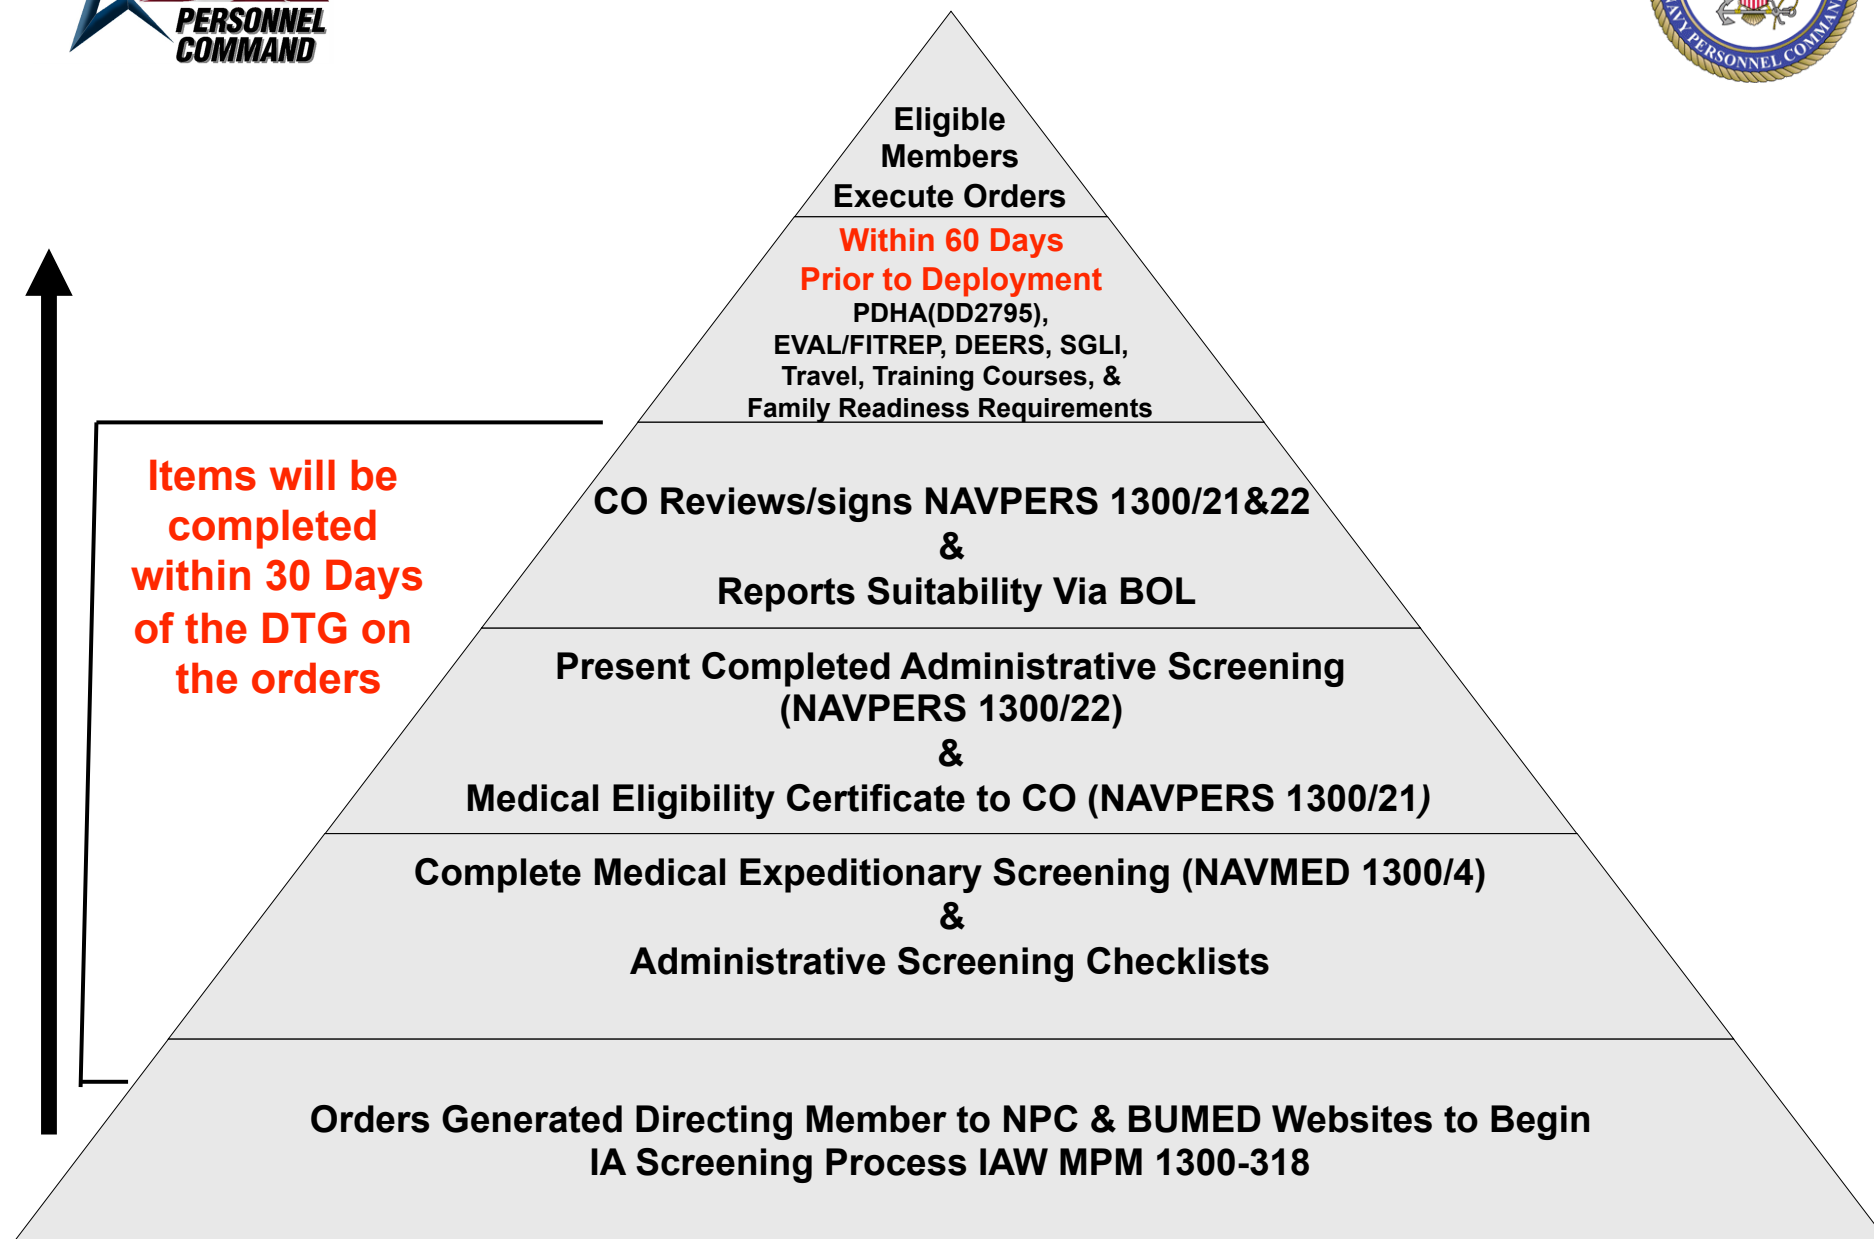 PERSONNEL
COMMAND
NAVY PERSONNEL COMMAND
Eligible
Members
Execute Orders
Within 60 Days
Prior to Deployment
PDHA(DD2795),
EVAL/FITREP, DEERS, SGLI,
Travel, Training Courses, &
Family Readiness Requirements
Items will be
completed
within 30 Days
of the DTG on
the orders
CO Reviews/signs NAVPERS 1300/21&22
&
Reports Suitability Via BOL
Present Completed Administrative Screening
(NAVPERS 1300/22)
&
Medical Eligibility Certificate to CO (NAVPERS 1300/21)
Complete Medical Expeditionary Screening (NAVMED 1300/4)
&
Administrative Screening Checklists
Orders Generated Directing Member to NPC & BUMED Websites to Begin
IA Screening Process IAW MPM 1300-318